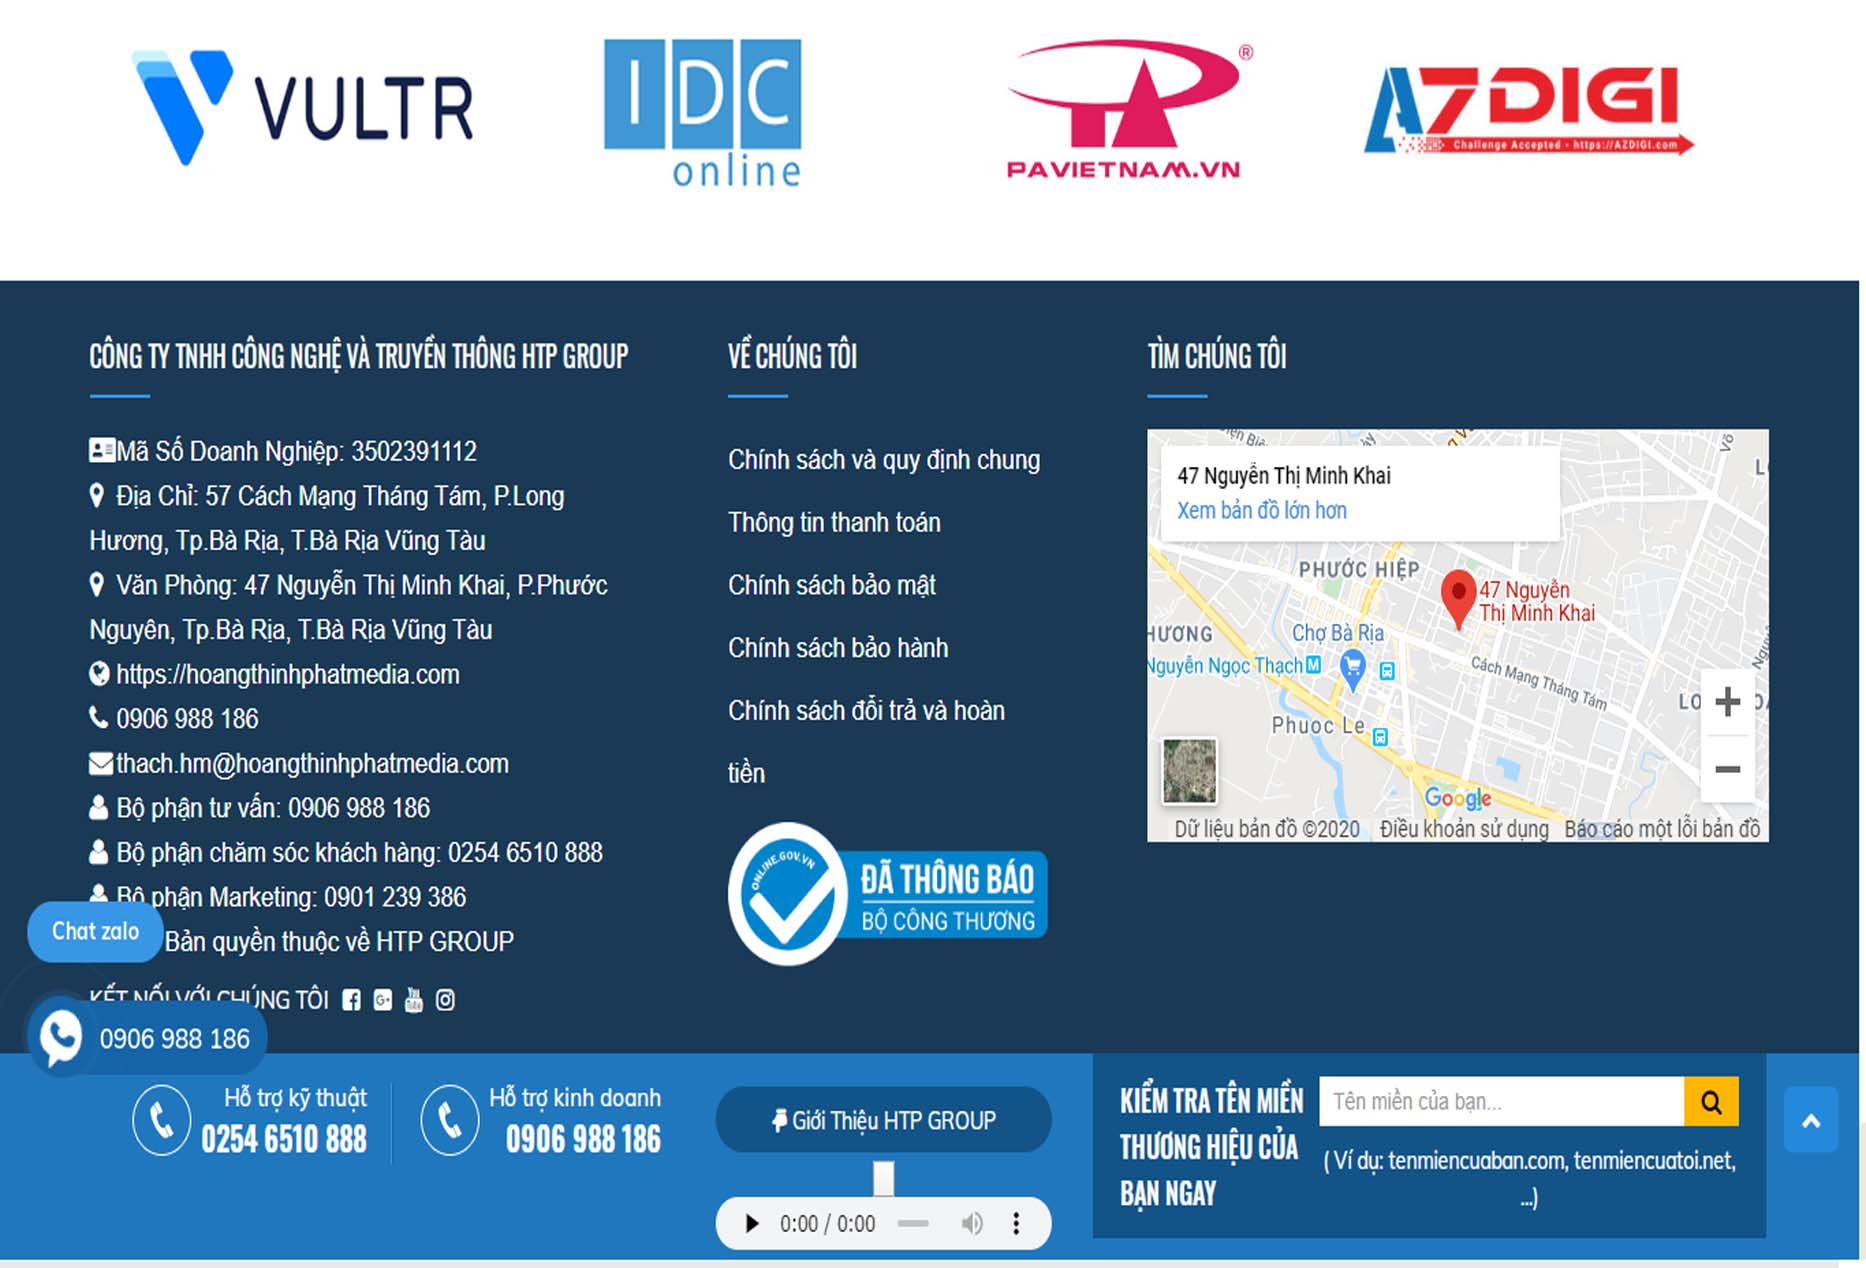 VULTR
IDC
online
®
PAVIETNAM.VN
AZDIGI
Challenge Accepted - https://AZDIGI.com
CÔNG TY TNHH CÔNG NGHỆ VÀ TRUYỀN THÔNG HTP GROUP
Mã Số Doanh Nghiệp: 3502391112
Địa Chỉ: 57 Cách Mạng Tháng Tám, P.Long
Hương, Tp.Bà Rịa, T.Bà Rịa Vũng Tàu
Văn Phòng: 47 Nguyễn Thị Minh Khai, P.Phước
Nguyên, Tp.Bà Rịa, T.Bà Rịa Vũng Tàu
https://hoangthinhphatmedia.com
0906 988 186
thach.hm@hoangthinhphatmedia.com
Bộ phận tư vấn: 0906 988 186
Bộ phận chăm sóc khách hàng: 0254 6510 888
Bộ phận Marketing: 0901 239 386
Chat zalo
Bản quyền thuộc về HTP GROUP
KẾT NỐI VỚI CHÚNG TÔI
0906 988 186
VỀ CHÚNG TÔI
Chính sách và quy định chung
Thông tin thanh toán
Chính sách bảo mật
Chính sách bảo hành
Chính sách đổi trả và hoàn
tiền
ONLINE.GOV.VN
ĐÃ THÔNG BÁO
BỘ CÔNG THƯƠNG
TÌM CHÚNG TÔI
47 Nguyễn Thị Minh Khai
Xem bản đồ lớn hơn
PHƯỚC HIỆP
47 Nguyễn
Thị Minh Khai
HƯƠNG
Chợ Bà Rịa
Nguyễn Ngọc Thạch
Cách Mạng Tháng Tám
Phuoc Le
Google
Dữ liệu bản đồ ©2020
Điều khoản sử dụng
Báo cáo một lỗi bản đồ
Hỗ trợ kỹ thuật
0254 6510 888
Hỗ trợ kinh doanh
0906 988 186
Giới Thiệu HTP GROUP
0:00 / 0:00
KIỂM TRA TÊN MIỀN
THƯƠNG HIỆU CỦA
BẠN NGAY
Tên miền của bạn...
( Ví dụ: tenmiencuaban.com, tenmiencuatoi.net,
...)